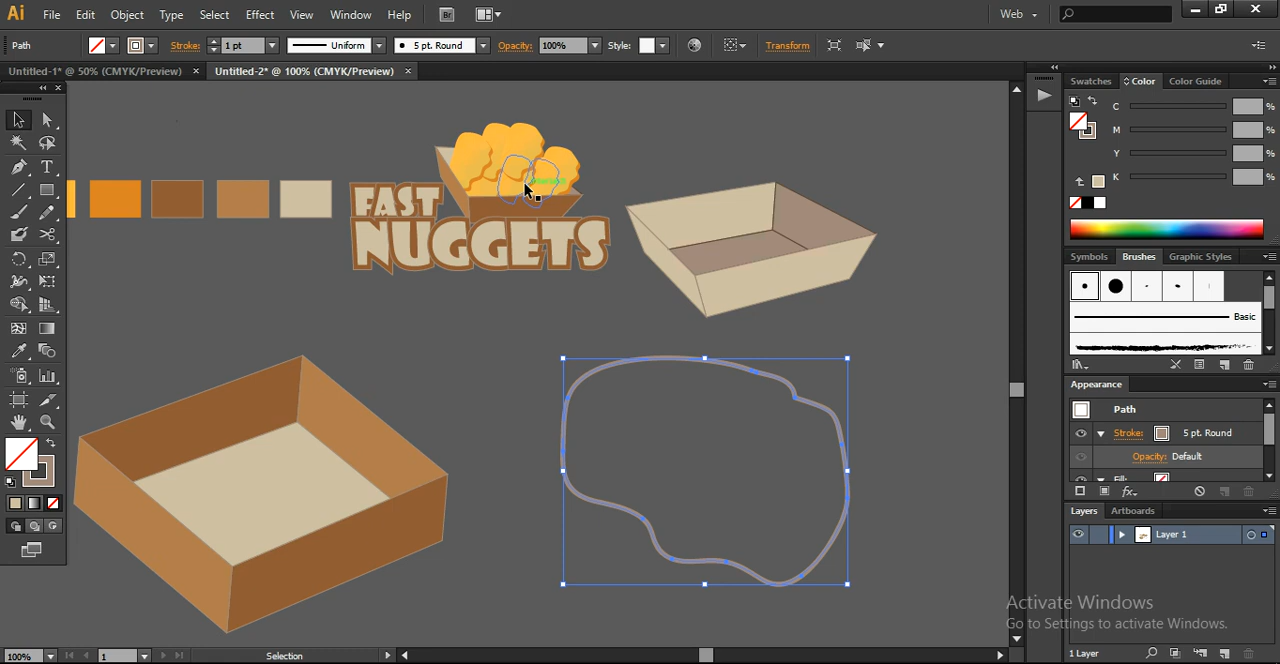 Ai File Edit Object Type Select Effect View Window Help Br Web
Path Stroke: 1 pt Uniform 5 pt. Round Opacity: 100% Style: Transform
Untitled-1* @ 50% (CMYK/Preview) × Untitled-2* @ 100% (CMYK/Preview) ×
Swatches Color Color Guide
C %
M %
Y %
K %
FAST
NUGGETS
Symbols Brushes Graphic Styles
Basic
Appearance
Path
Stroke: 5 pt. Round
Opacity: Default
Fill:
Layers Artboards
Layer 1
Activate Windows
Go to Settings to activate Windows.
1 Layer
100% 1 Selection